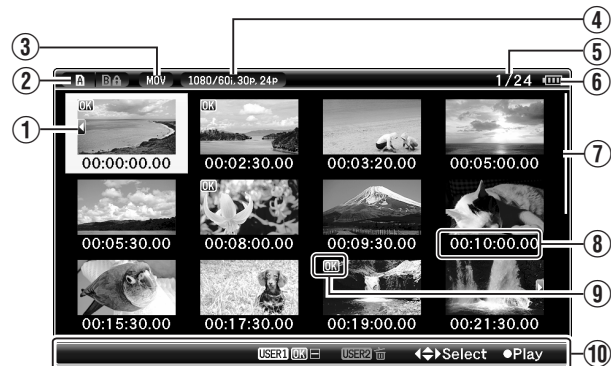 ④
③ ⑤
② A B MOV 1080/60i, 30P, 24P 1/24 ⑥
① OK OK ⑦
00:00:00.00 00:02:30.00 00:03:20.00 00:05:00.00
OK
00:05:30.00 00:08:00.00 00:09:30.00 00:10:00.00 ⑧
OK ⑨
00:15:30.00 00:17:30.00 00:19:00.00 00:21:30.00
USER1 OK USER2 Select ●Play ⑩